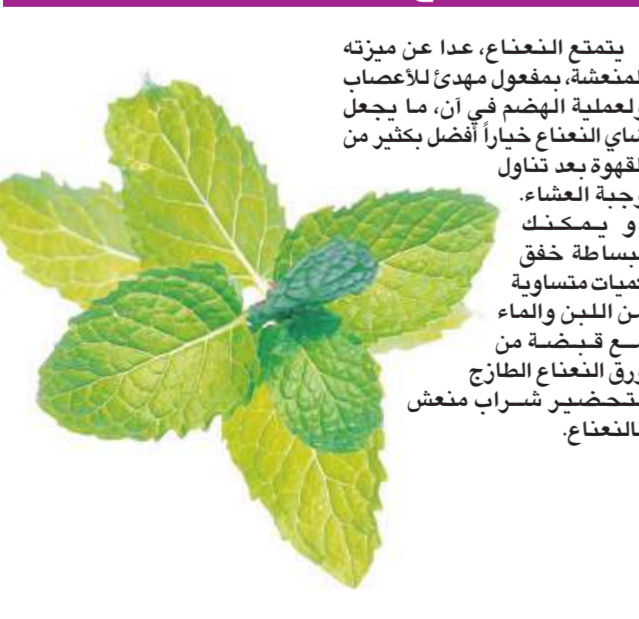 يتمتع النعناع، عدا عن ميزته
المنعشة، بمفعول مهدئ للأعصاب
ولعملية الهضم في آن، ما يجعل
شاي النعناع خياراً أفضل بكثير من
القهوة بعد تناول
وجبة العشاء.
و يمكنك
ببساطة خفق
كميات متساوية
من اللبن والماء
مع قبضة من
ورق النعناع الطازج
لتحضير شراب منعش
بالنعناع.